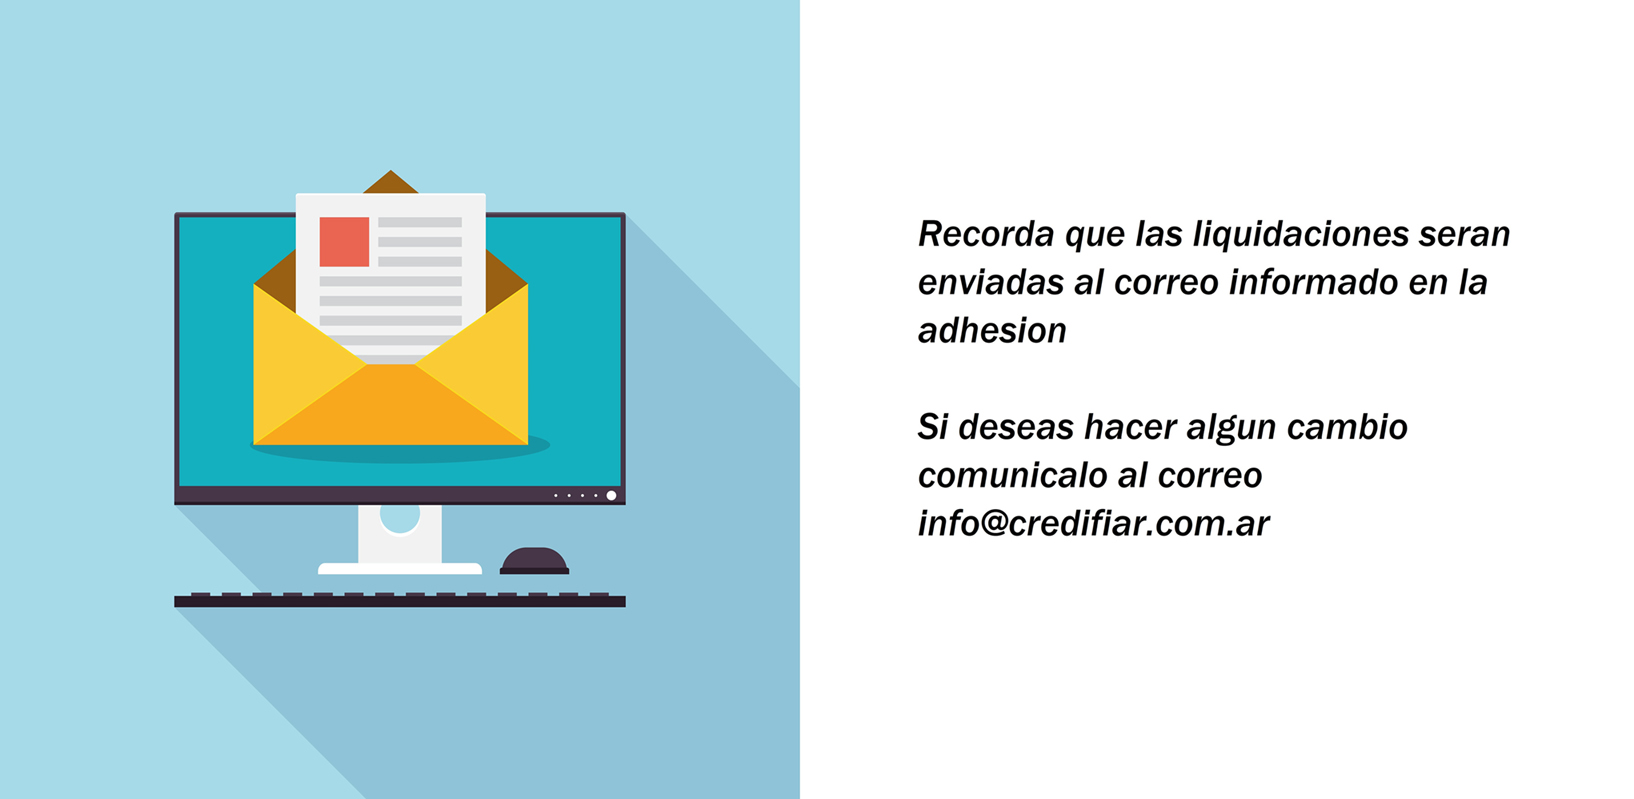 Recorda que las liquidaciones seran
enviadas al correo informado en la
adhesion
Si deseas hacer algun cambio
comunicalo al correo
info@credifiar.com.ar